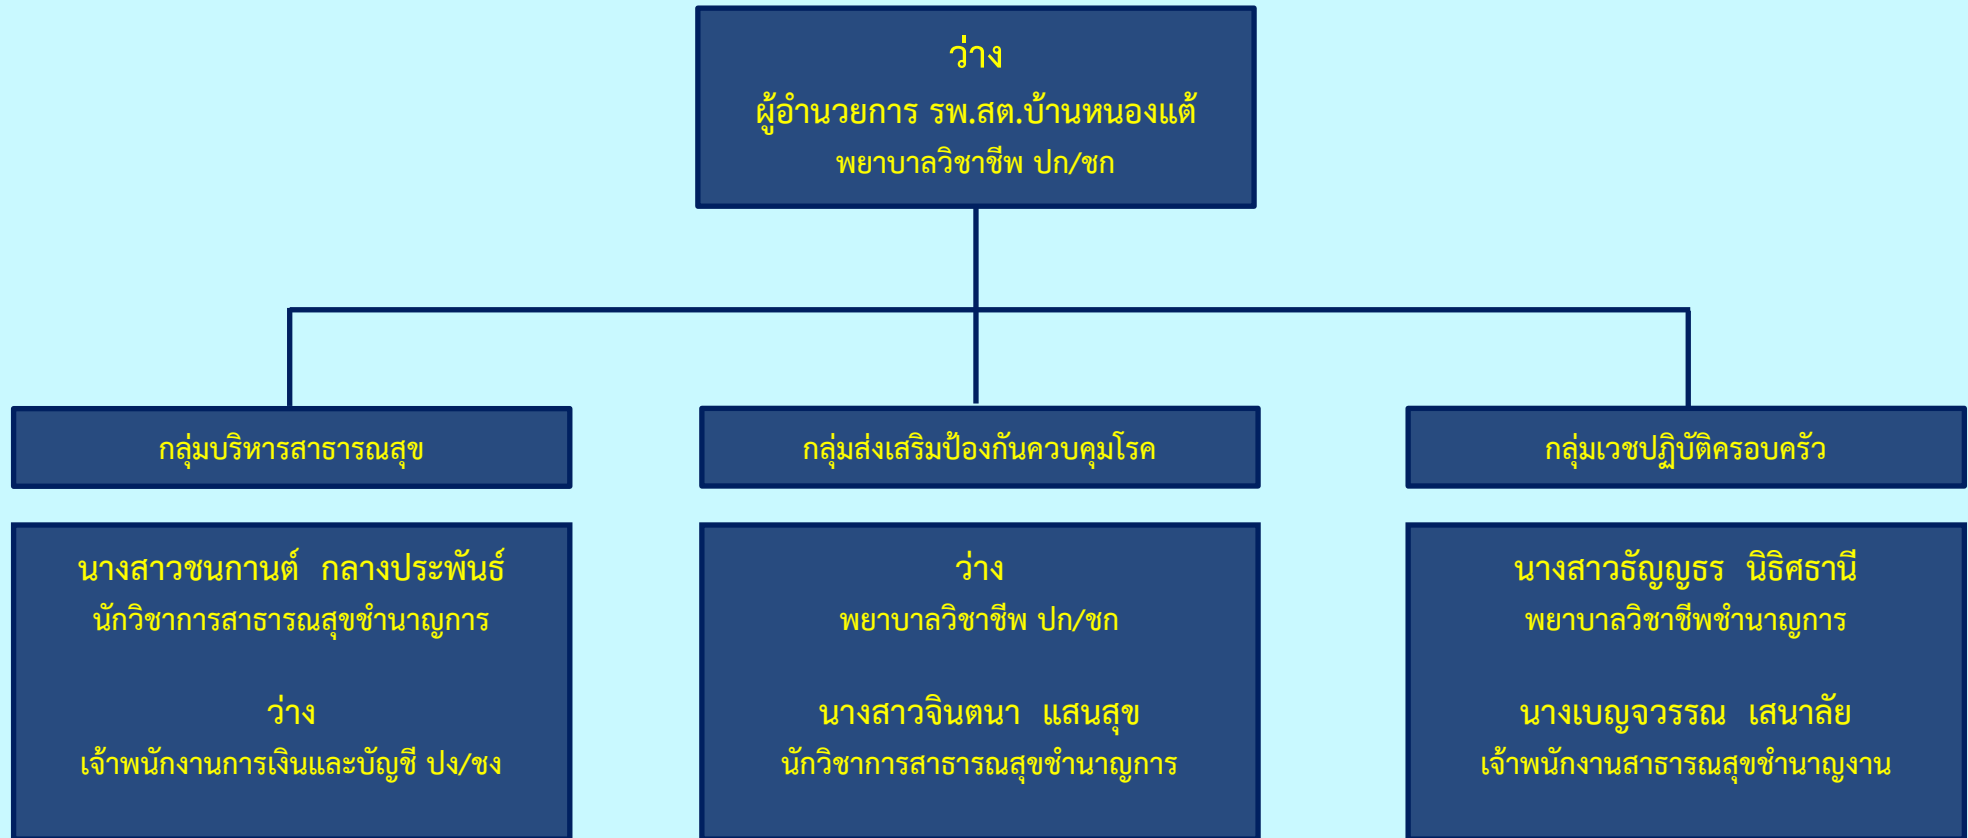 ว่าง
ผู้อำนวยการ รพ.สต.บ้านหนองแต้
พยาบาลวิชาชีพ ปก/ชก
กลุ่มบริหารสาธารณสุข
นางสาวชนกานต์ กลางประพันธ์
นักวิชาการสาธารณสุขชำนาญการ
ว่าง
เจ้าพนักงานการเงินและบัญชี ปง/ชง
กลุ่มส่งเสริมป้องกันควบคุมโรค
ว่าง
พยาบาลวิชาชีพ ปก/ชก
นางสาวจินตนา แสนสุข
นักวิชาการสาธารณสุขชำนาญการ
กลุ่มเวชปฏิบัติครอบครัว
นางสาวธัญญธร นิธิศธานี
พยาบาลวิชาชีพชำนาญการ
นางเบญจวรรณ เสนาลัย
เจ้าพนักงานสาธารณสุขชำนาญงาน